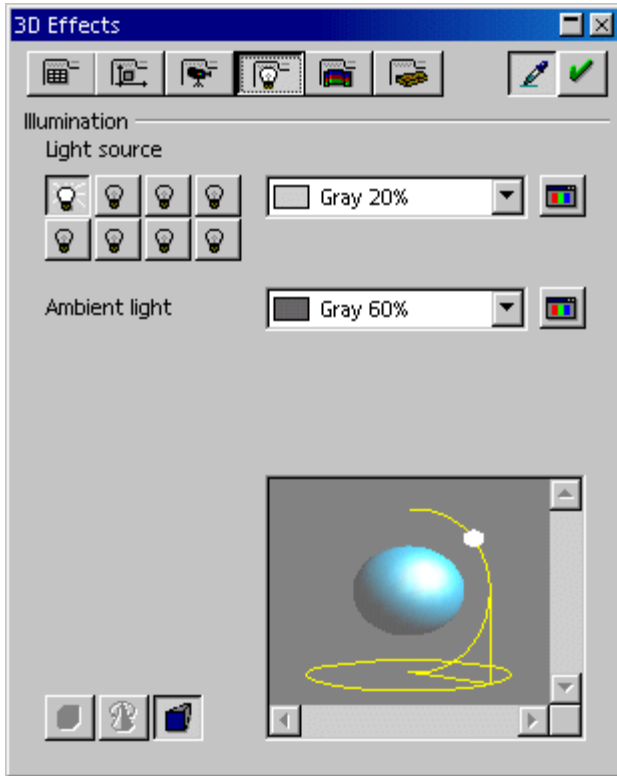 3D Effects
Illumination
Light source
Gray 20%
Ambient light
Gray 60%